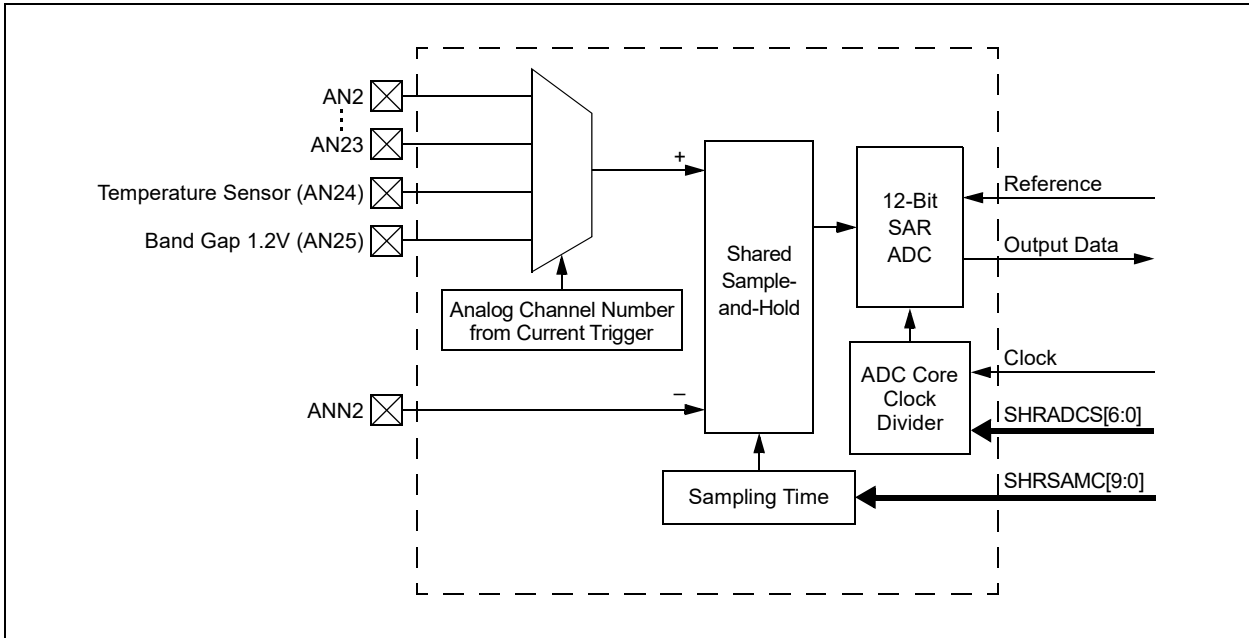 AN2
AN23
Temperature Sensor (AN24)
Band Gap 1.2V (AN25)
Analog Channel Number
from Current Trigger
ANN2
+
–
Shared
Sample-
and-Hold
12-Bit
SAR
ADC
Reference
Output Data
ADC Core
Clock
Divider
Clock
SHRADCS[6:0]
Sampling Time
SHRSAMC[9:0]